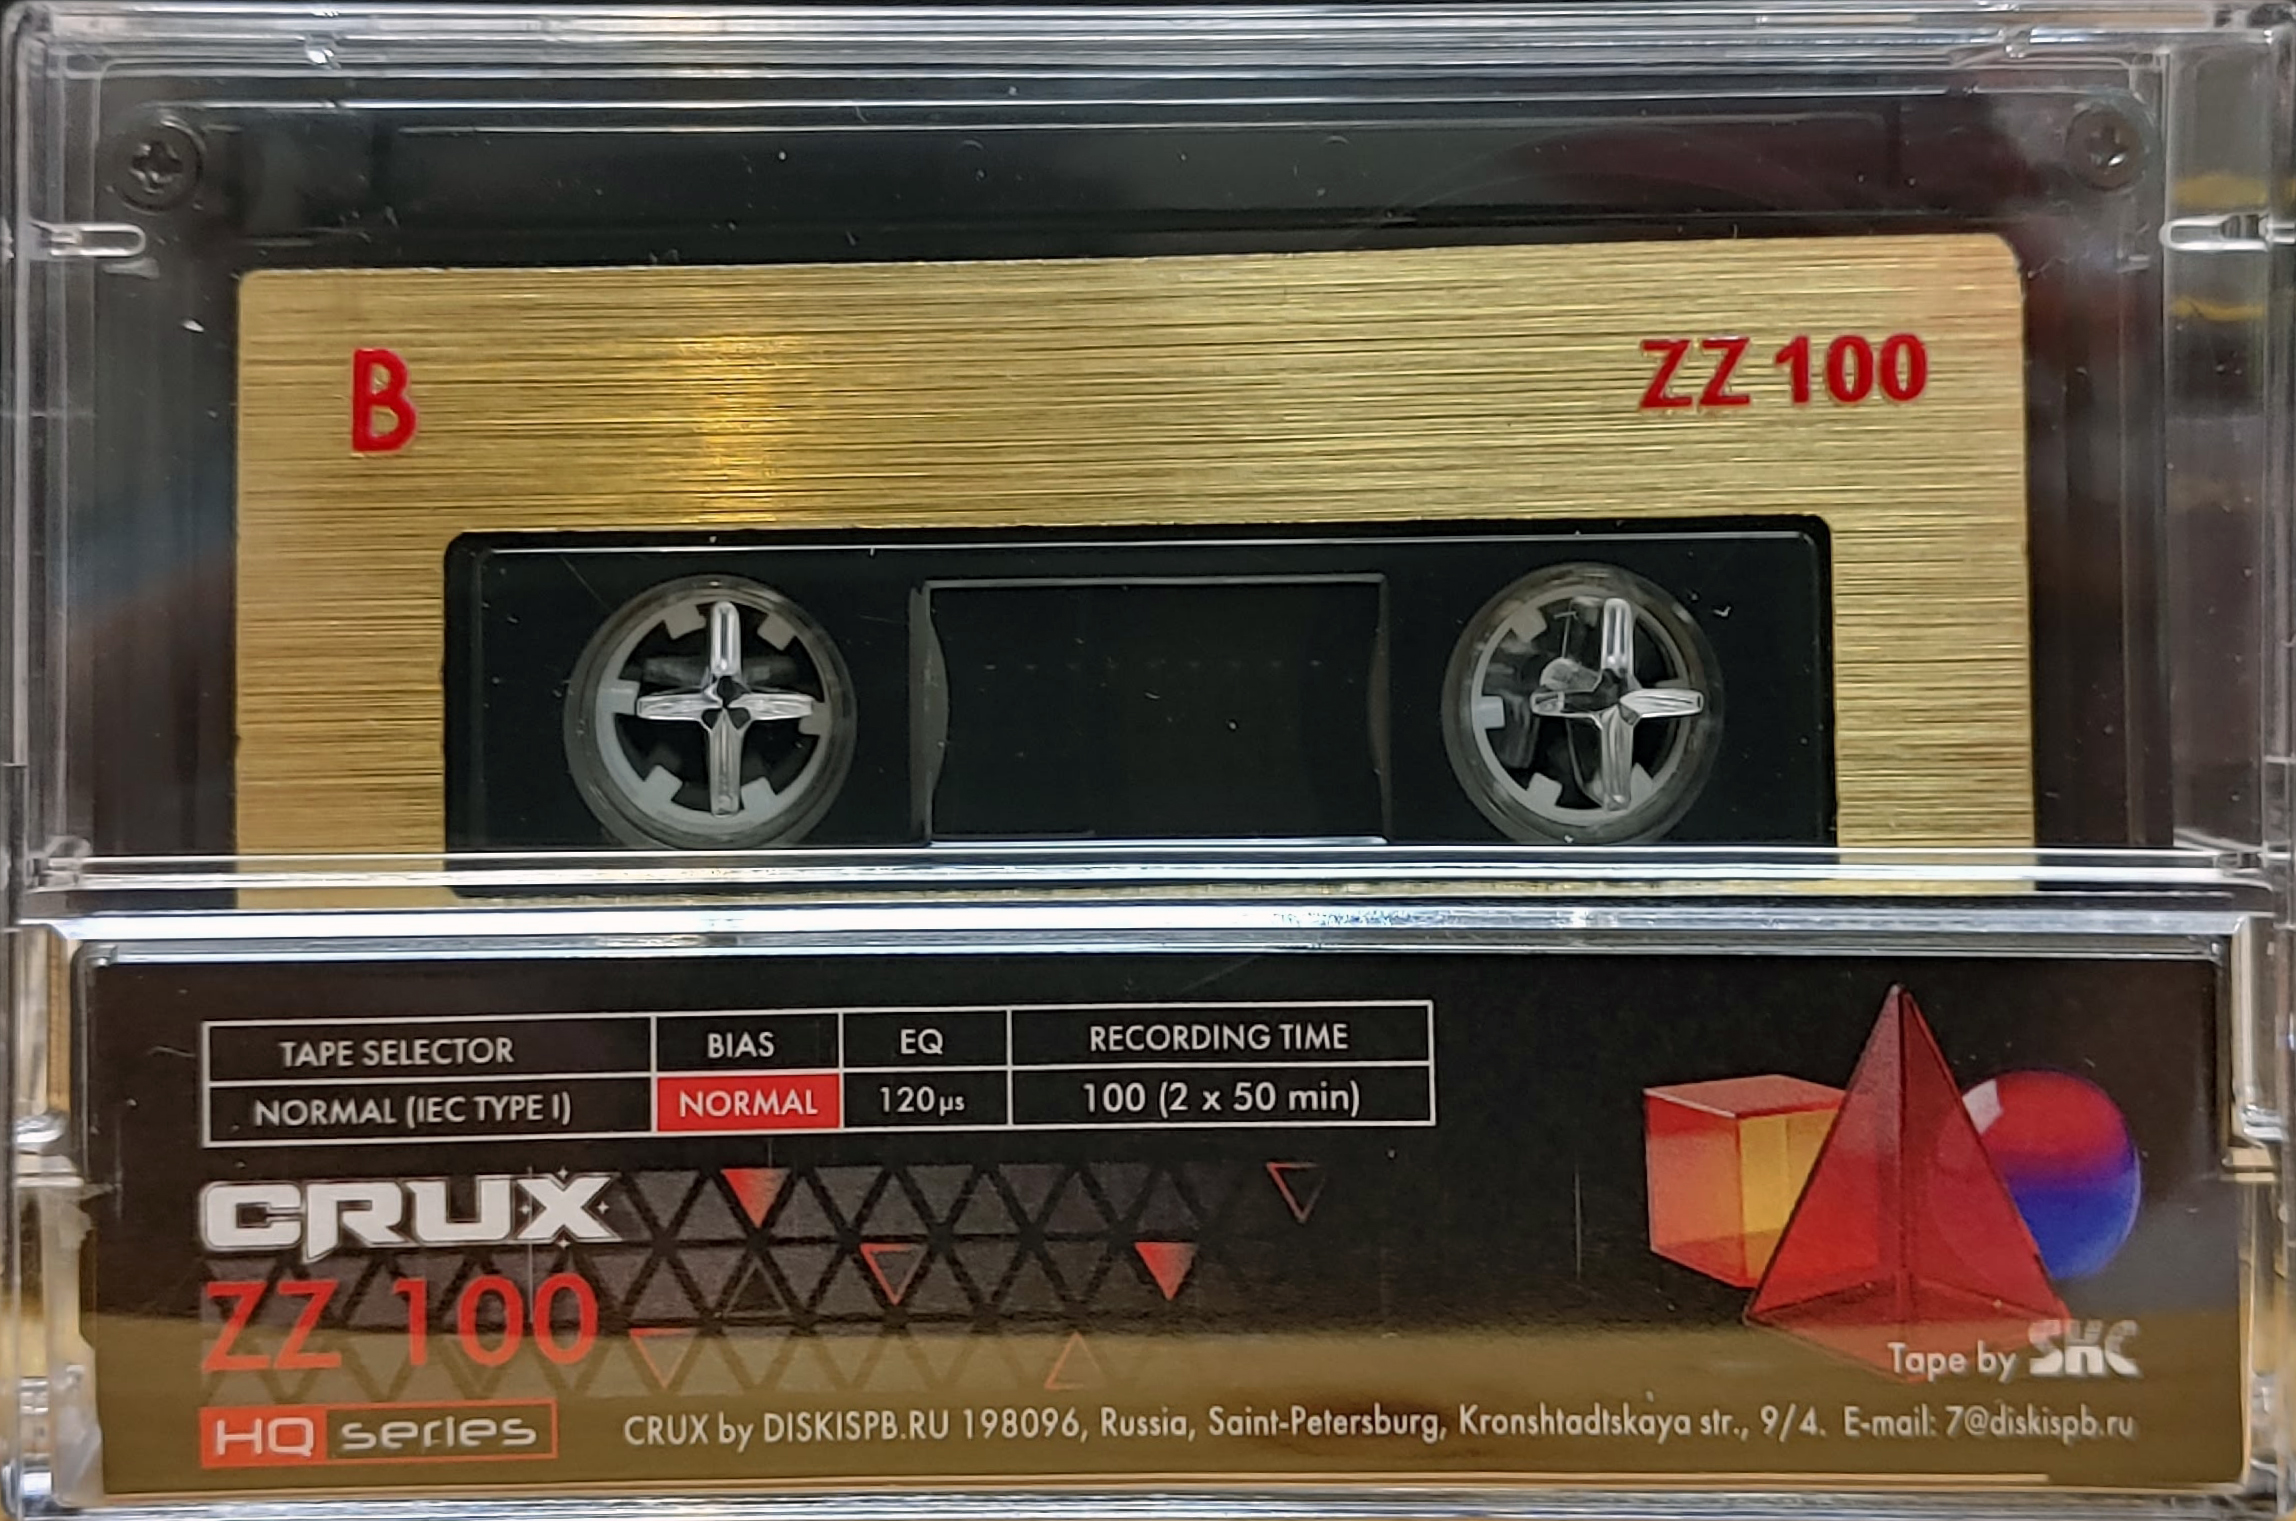 B
ZZ 100
TAPE SELECTOR BIAS EQ RECORDING TIME
NORMAL (IEC TYPE I) NORMAL 120 µs 100 (2 x 50 min)
CRUX
ZZ 100
Tape by SKC
HQ series
CRUX by DISKISPB.RU 198096, Russia, Saint-Petersburg, Kronshtadtskaya str., 9/4. E-mail: 7@diskispb.ru